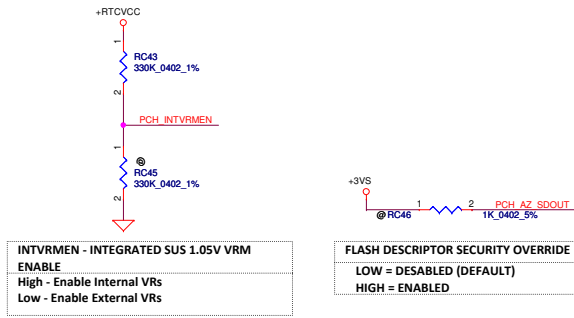 +RTCVCC
1
RC43
330K_0402_1%
2
PCH_INTVRMEN
1
@
RC45
330K_0402_1%
2
+3VS
@ RC46
1
2
PCH_AZ_SDOUT
1K_0402_5%
INTVRMEN - INTEGRATED SUS 1.05V VRM
ENABLE
High - Enable Internal VRs
Low - Enable External VRs
FLASH DESCRIPTOR SECURITY OVERRIDE
LOW = DESABLED (DEFAULT)
HIGH = ENABLED